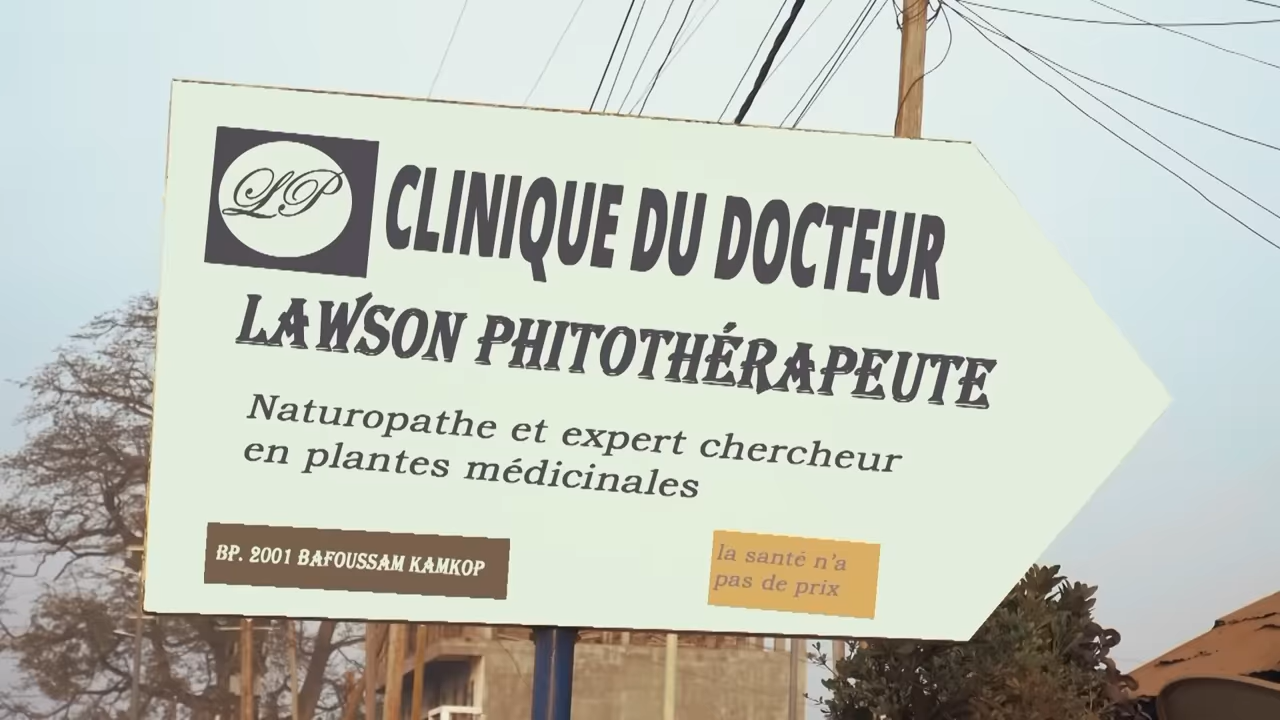 LP
CLINIQUE DU DOCTEUR
LAWSON PHITOTHÉRAPEUTE
Naturopathe et expert chercheur
en plantes médicinales
BP. 2001 BAFOUSSAM KAMKOP
la santé n'a
pas de prix